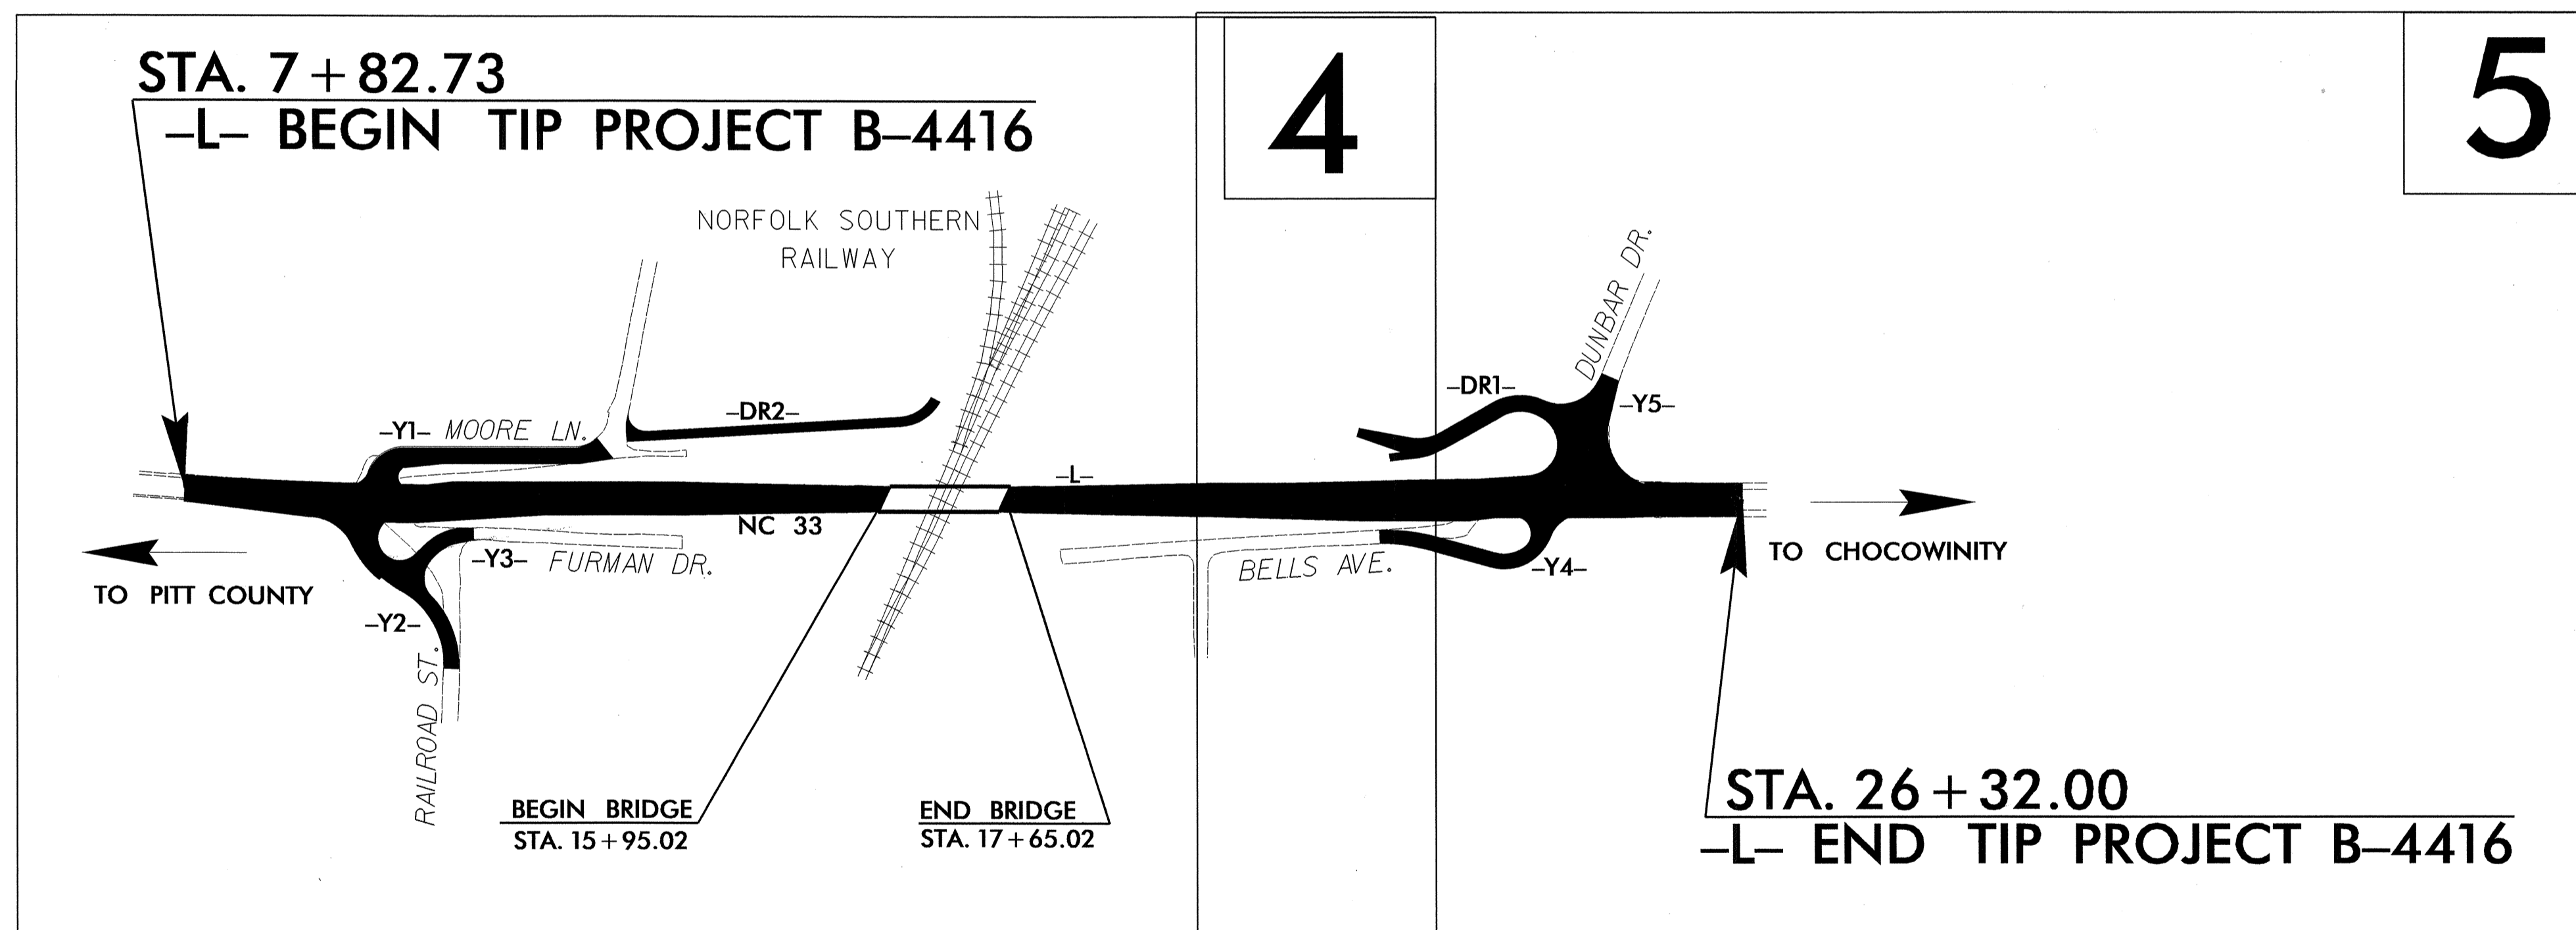 STA. 7+82.73
–L– BEGIN TIP PROJECT B–4416
4
5
NORFOLK SOUTHERN
RAILWAY
DUNBAR DR.
–DR1–
–Y5–
–DR2–
–Y1– MOORE LN.
–L–
NC 33
–Y3– FURMAN DR.
TO PITT COUNTY
–Y2–
RAILROAD ST.
BELLS AVE.
–Y4–
TO CHOCOWINITY
BEGIN BRIDGE
STA. 15+95.02
END BRIDGE
STA. 17+65.02
STA. 26+32.00
–L– END TIP PROJECT B–4416